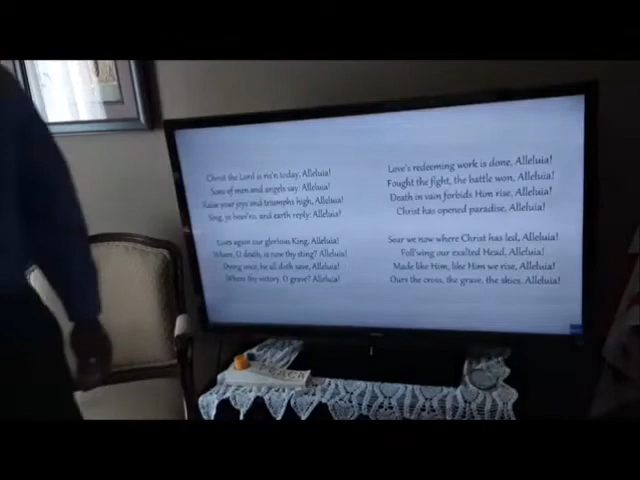 Christ the Lord is ris'n today, Alleluia!
Sons of men and angels say: Alleluia!
Raise your joys and triumphs high, Alleluia!
Sing, ye heav'ns, and earth reply: Alleluia!
Lives again our glorious King, Alleluia!
Where, O death, is now thy sting? Alleluia!
Dying once, he all doth save, Alleluia!
Where thy victory, O grave? Alleluia!
Love's redeeming work is done, Alleluia!
Fought the fight, the battle won, Alleluia!
Death in vain forbids Him rise, Alleluia!
Christ has opened paradise, Alleluia!
Soar we now where Christ has led, Alleluia!
Foll'wing our exalted Head, Alleluia!
Made like Him, like Him we rise, Alleluia!
Ours the cross, the grave, the skies, Alleluia!